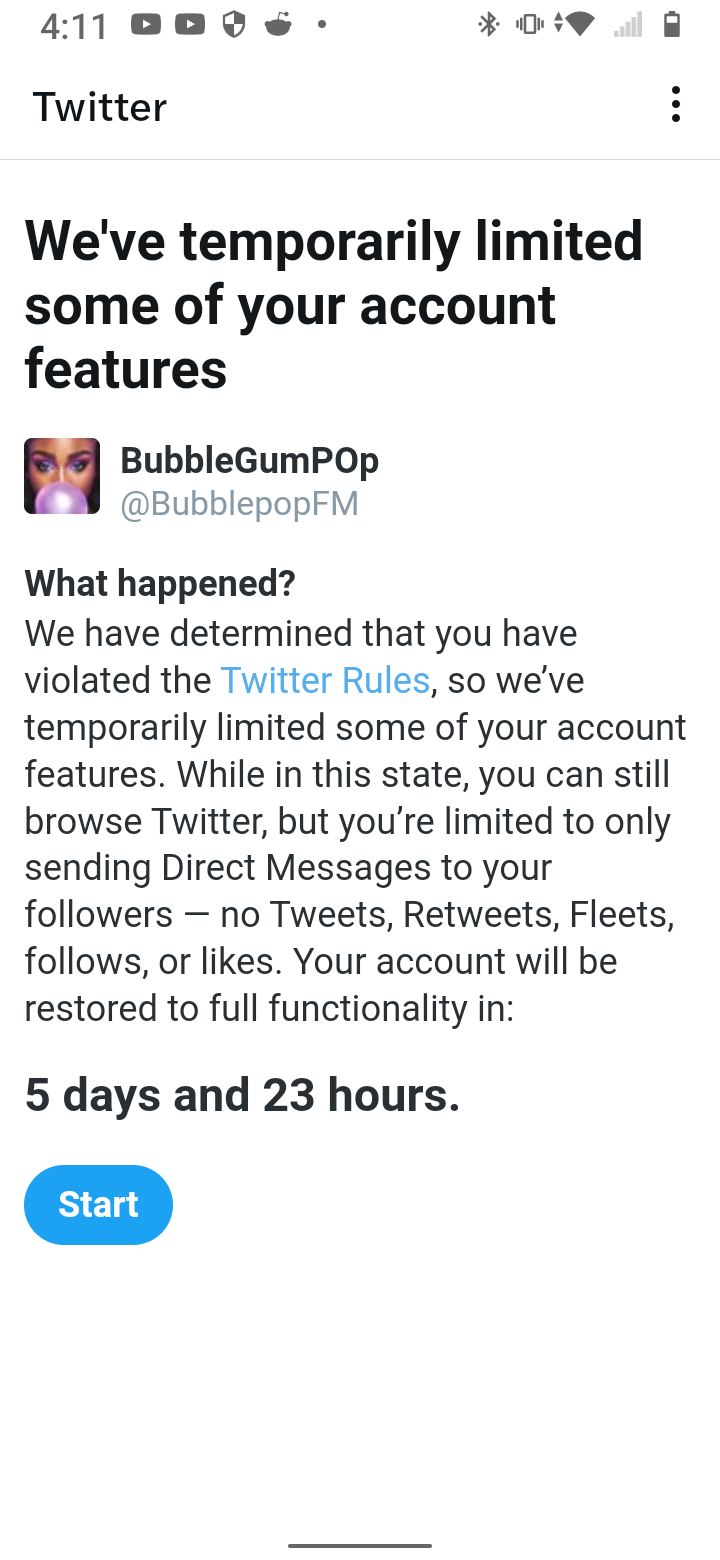 4:11
Twitter
We've temporarily limited
some of your account
features
BubbleGumPOp
@BubblepopFM
What happened?
We have determined that you have
violated the Twitter Rules, so we’ve
temporarily limited some of your account
features. While in this state, you can still
browse Twitter, but you’re limited to only
sending Direct Messages to your
followers — no Tweets, Retweets, Fleets,
follows, or likes. Your account will be
restored to full functionality in:
5 days and 23 hours.
Start